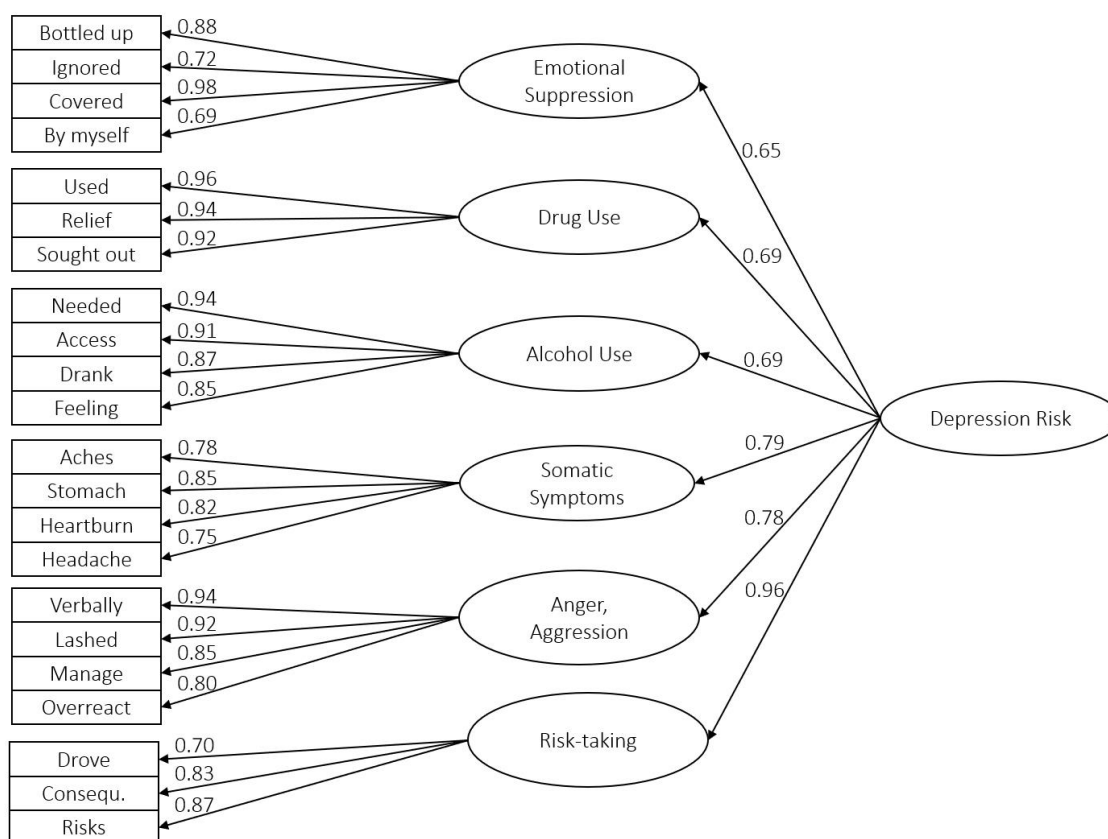 Bottled up
0.88
Ignored
0.72
Covered
0.98
By myself
0.69
Emotional
Suppression
0.65
Used
0.96
Relief
0.94
Sought out
0.92
Drug Use
0.69
Needed
0.94
Access
0.91
Drank
0.87
Feeling
0.85
Alcohol Use
0.69
Depression Risk
Aches
0.78
Stomach
0.85
Heartburn
0.82
Headache
0.75
Somatic
Symptoms
0.79
Verbally
0.94
Lashed
0.92
Manage
0.85
Overreact
0.80
Anger,
Aggression
0.78
Drove
0.70
Consequ.
0.83
Risks
0.87
Risk-taking
0.96